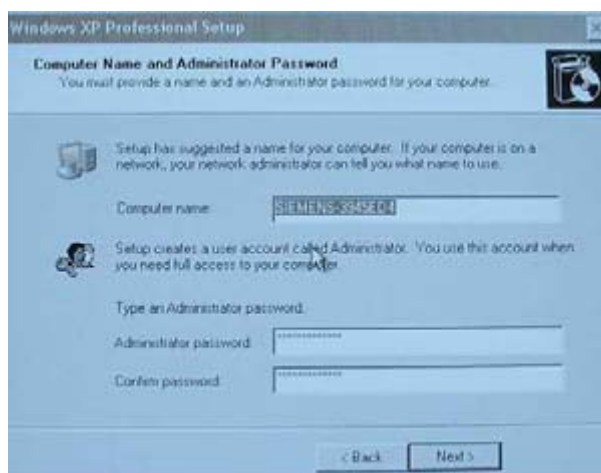 Windows XP Professional Setup
Computer Name and Administrator Password
You must provide a name and an Administrator password for your computer.
Setup has suggested a name for your computer. If your computer is on a
network, your network administrator can tell you what name to use.
Computer name:
SIEMENS-3945ED4
Setup creates a user account called Administrator. You use this account when
you need full access to your computer.
Type an Administrator password.
Administrator password:
Confirm password:
< Back
Next >